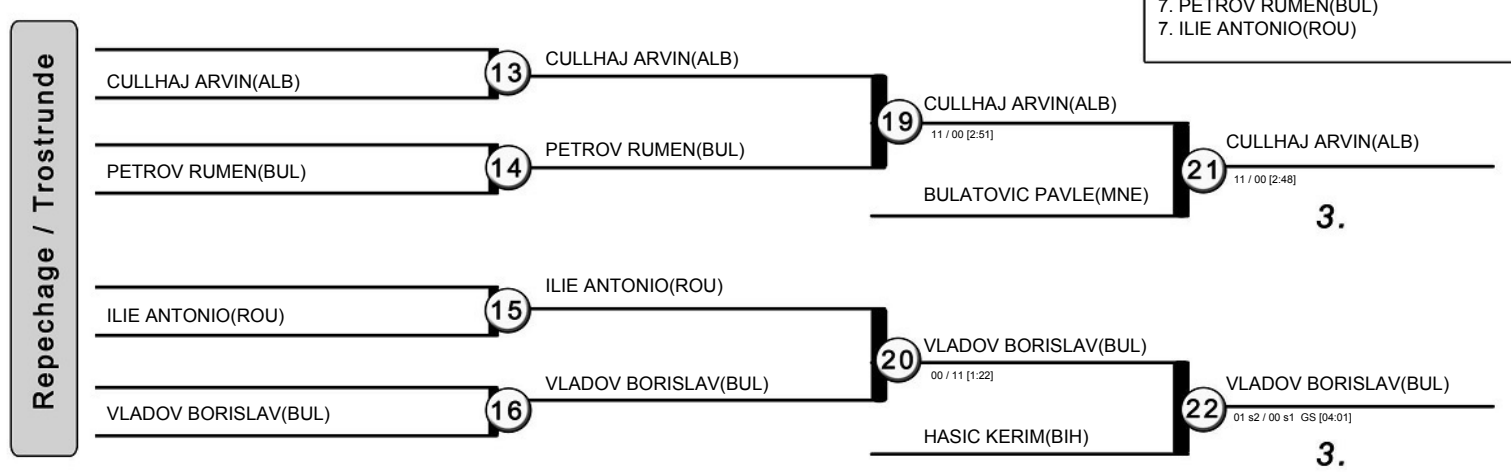 7. PETROV RUMEN(BUL)
7. ILIE ANTONIO(ROU)
Repechage / Trostrunde
CULLHAJ ARVIN(ALB)
13
CULLHAJ ARVIN(ALB)
PETROV RUMEN(BUL)
14
PETROV RUMEN(BUL)
19
CULLHAJ ARVIN(ALB)
11 / 00 [2:51]
BULATOVIC PAVLE(MNE)
21
CULLHAJ ARVIN(ALB)
11 / 00 [2:48]
3.
ILIE ANTONIO(ROU)
15
ILIE ANTONIO(ROU)
VLADOV BORISLAV(BUL)
16
VLADOV BORISLAV(BUL)
20
VLADOV BORISLAV(BUL)
00 / 11 [1:22]
HASIC KERIM(BIH)
22
VLADOV BORISLAV(BUL)
01 s2 / 00 s1 GS [04:01]
3.